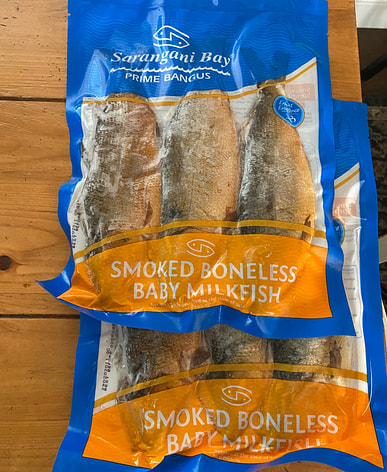 Sarangani Bay
PRIME BANGUS
SMOKED BONELESS
BABY MILKFISH
SMOKED BONELESS
BABY MILKFISH